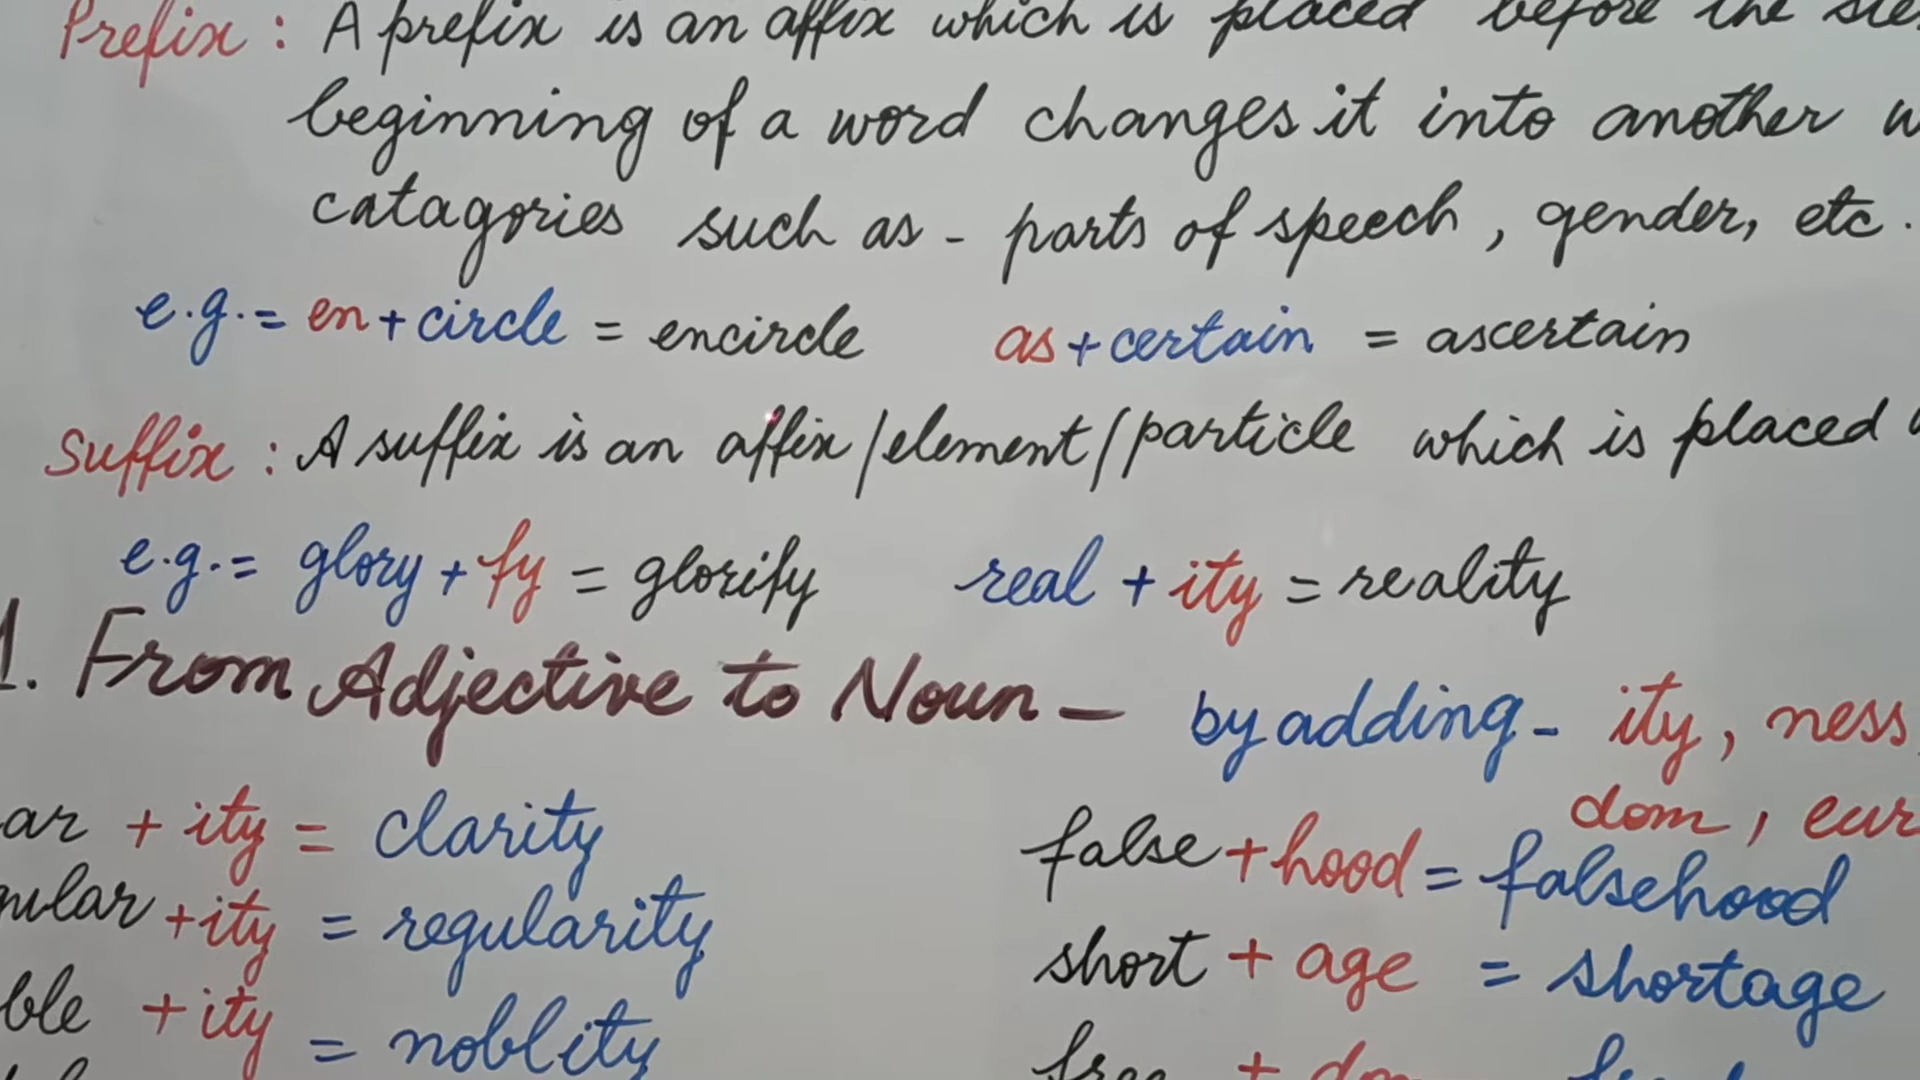 Prefix : A prefix is an affix which is placed before the
beginning of a word changes it into another
catagories such as - parts of speech, gender, etc.
e.g. = en + circle = encircle as + certain = ascertain
Suffix : A suffix is an affix/element/particle which is placed
e.g. = glory + fy = glorify real + ity = reality
1. From Adjective to Noun - by adding - ity, ness,
dom, eur
ar + ity = clarity false + hood = falsehood
gular + ity = regularity short + age = shortage
ble + ity = noblity